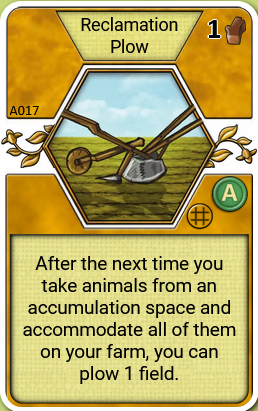 Reclamation
Plow
1
A017
A
After the next time you
take animals from an
accumulation space and
accommodate all of them
on your farm, you can
plow 1 field.